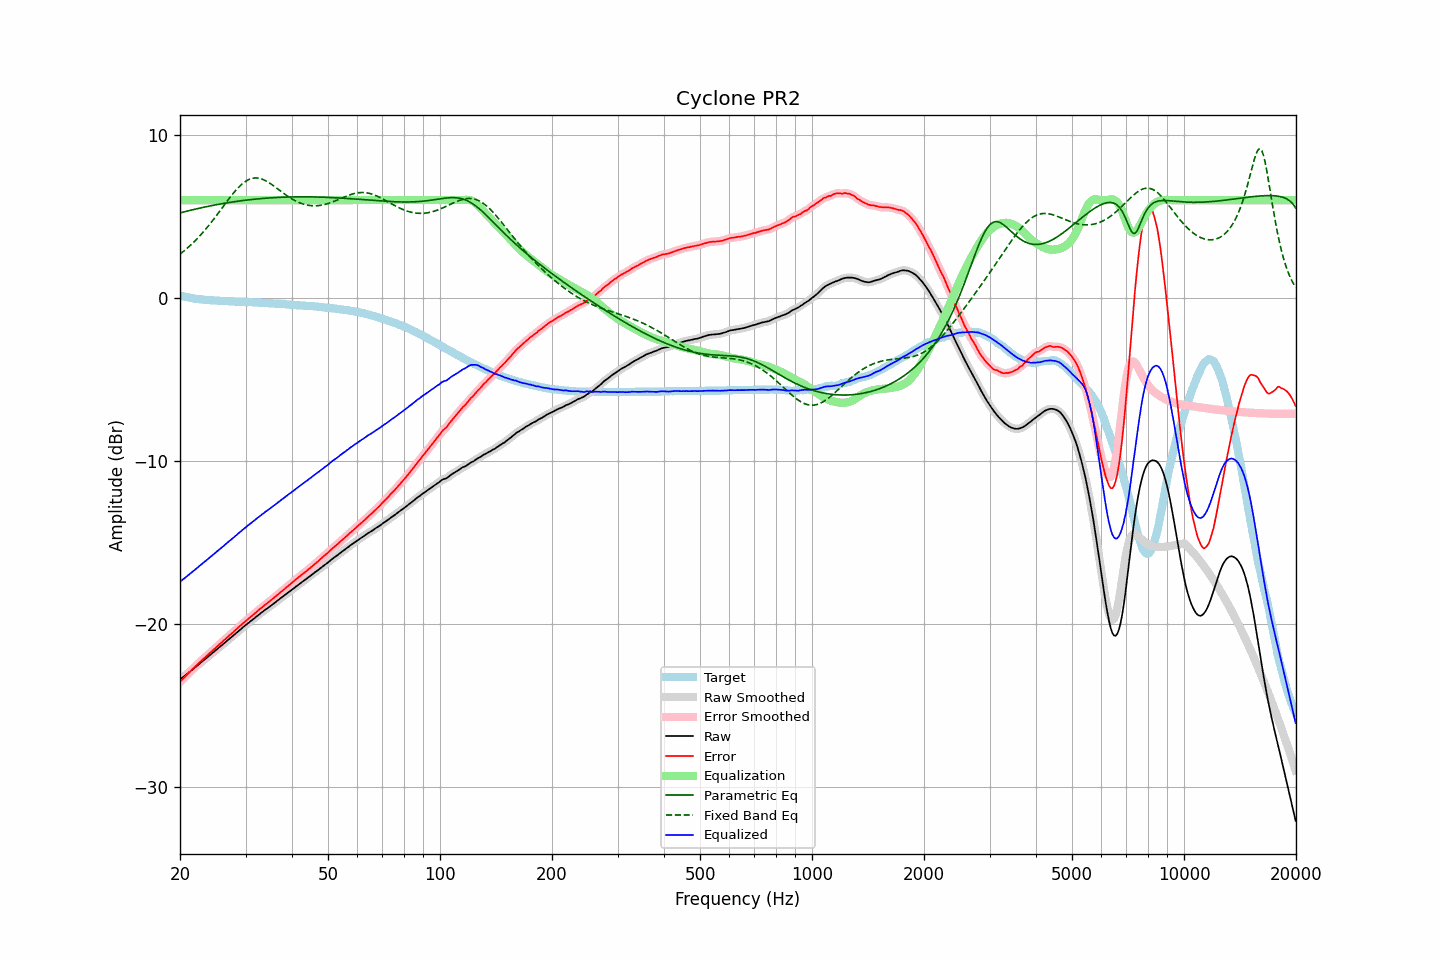 Cyclone PR2
Amplitude (dBr)
10
0
−10
−20
−30
Target
Raw Smoothed
Error Smoothed
Raw
Error
Equalization
Parametric Eq
Fixed Band Eq
Equalized
20 50 100 200 500 1000 2000 5000 10000 20000
Frequency (Hz)